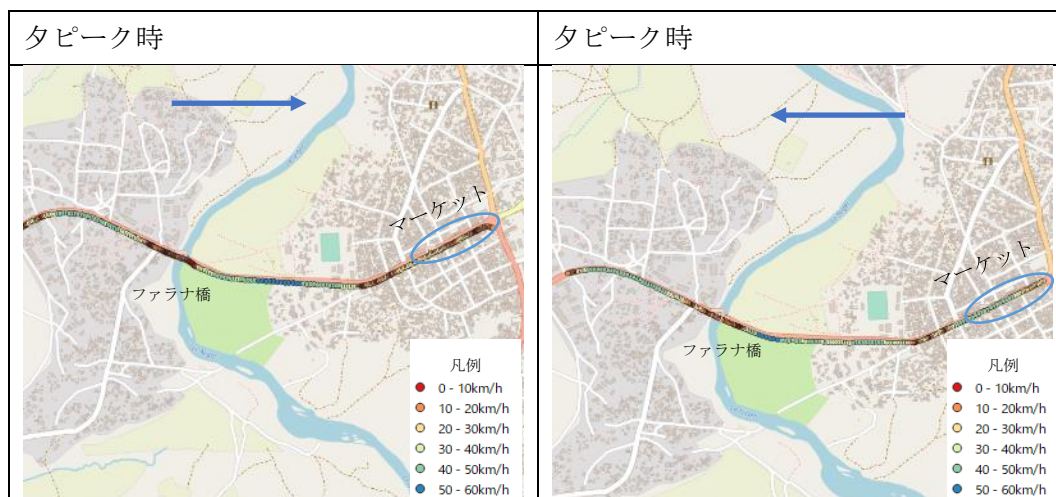 夕ピーク時
夕ピーク時
マーケット
ファラナ橋
凡例
0 - 10km/h
10 - 20km/h
20 - 30km/h
30 - 40km/h
40 - 50km/h
50 - 60km/h
マーケット
ファラナ橋
凡例
0 - 10km/h
10 - 20km/h
20 - 30km/h
30 - 40km/h
40 - 50km/h
50 - 60km/h